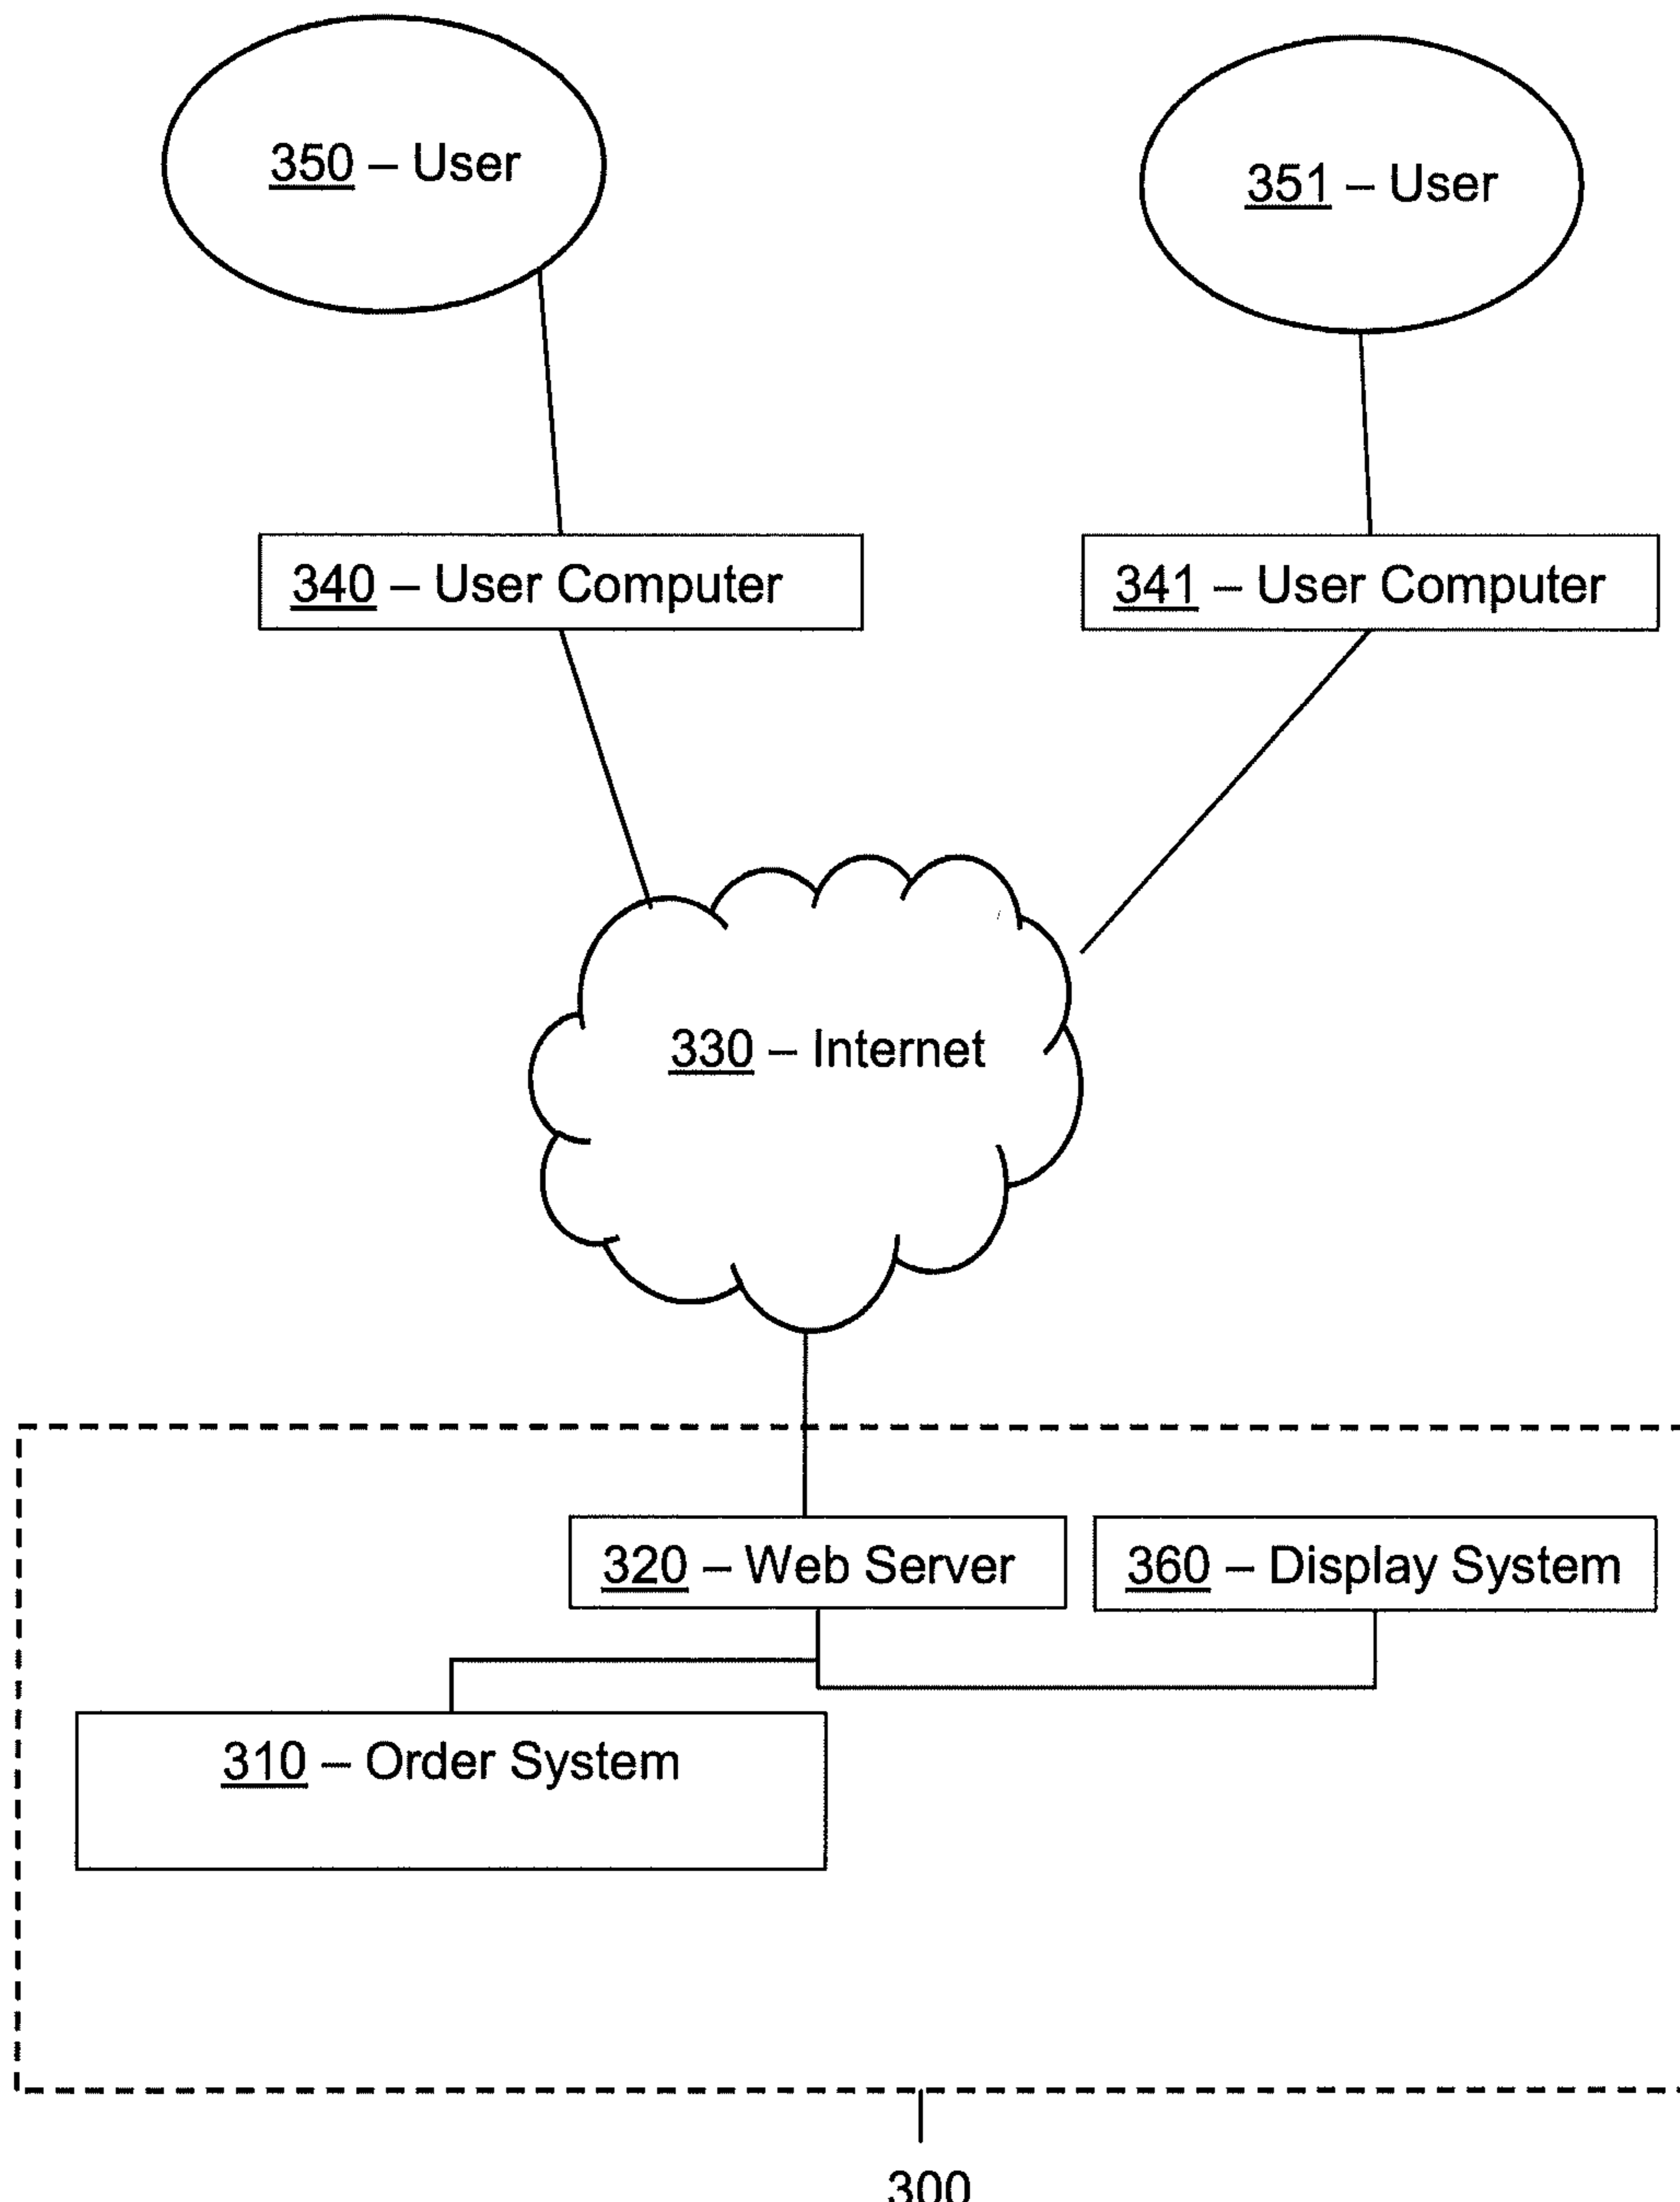 350 – User
351 – User
340 – User Computer
341 – User Computer
330 – Internet
320 – Web Server
360 – Display System
310 – Order System
300